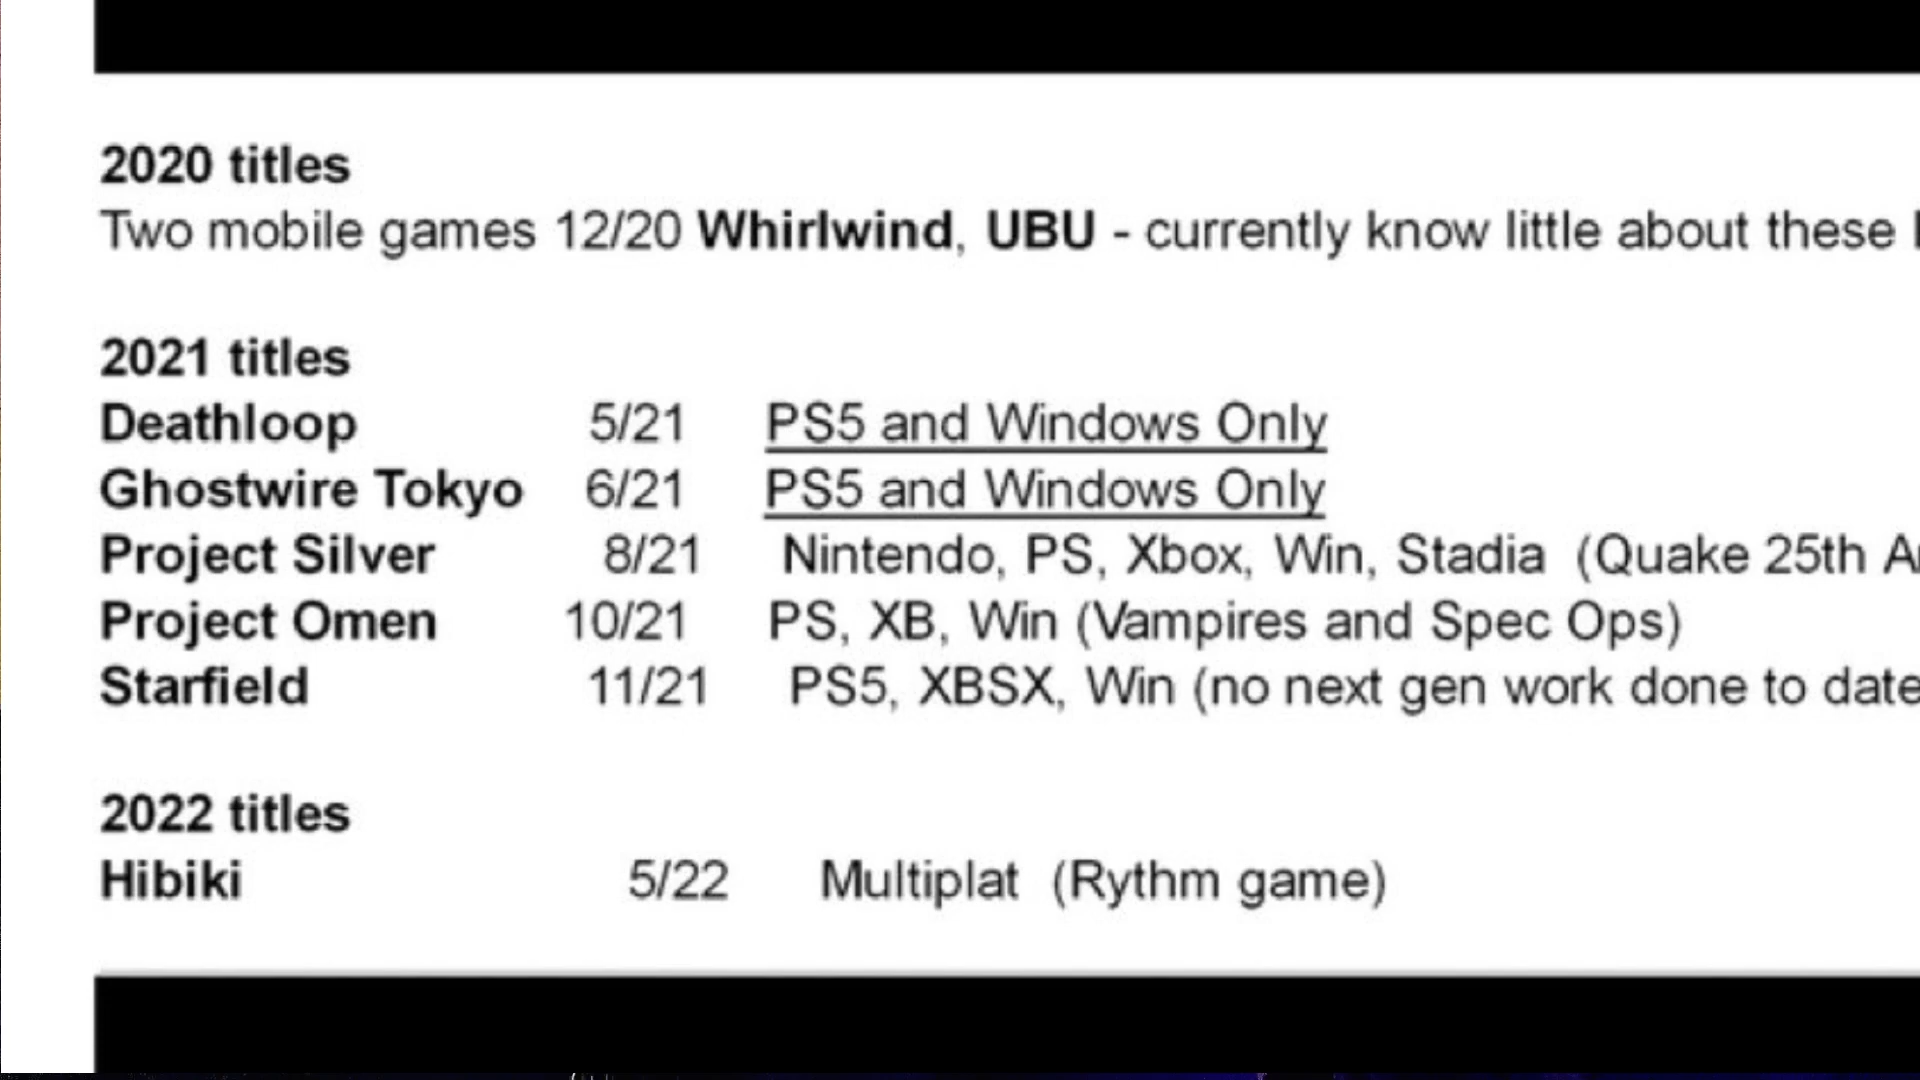 2020 titles
Two mobile games 12/20 Whirlwind, UBU - currently know little about these
2021 titles
Deathloop 5/21 PS5 and Windows Only
Ghostwire Tokyo 6/21 PS5 and Windows Only
Project Silver 8/21 Nintendo, PS, Xbox, Win, Stadia (Quake 25th
Project Omen 10/21 PS, XB, Win (Vampires and Spec Ops)
Starfield 11/21 PS5, XBSX, Win (no next gen work done to date
2022 titles
Hibiki 5/22 Multiplat (Rythm game)